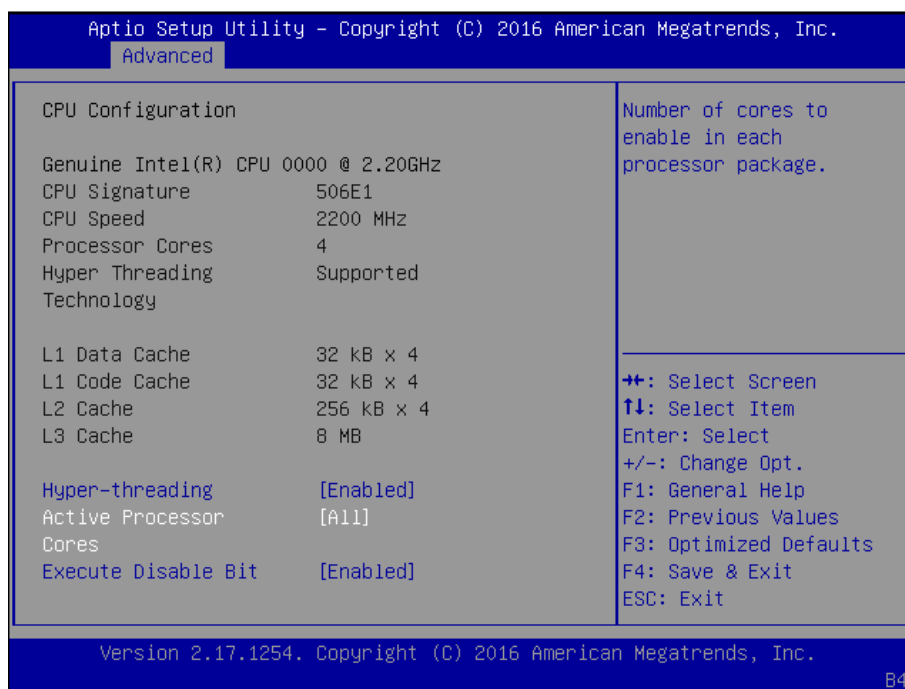 Aptio Setup Utility – Copyright (C) 2016 American Megatrends, Inc.
Advanced
CPU Configuration
Genuine Intel(R) CPU 0000 @ 2.20GHz
CPU Signature 506E1
CPU Speed 2200 MHz
Processor Cores 4
Hyper Threading Supported
Technology
L1 Data Cache 32 kB x 4
L1 Code Cache 32 kB x 4
L2 Cache 256 kB x 4
L3 Cache 8 MB
Hyper-threading [Enabled]
Active Processor [All]
Cores
Execute Disable Bit [Enabled]
Number of cores to
enable in each
processor package.
→←: Select Screen
↑↓: Select Item
Enter: Select
+/-: Change Opt.
F1: General Help
F2: Previous Values
F3: Optimized Defaults
F4: Save & Exit
ESC: Exit
Version 2.17.1254. Copyright (C) 2016 American Megatrends, Inc.
B4